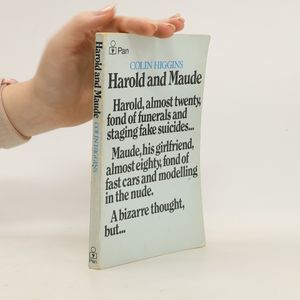 Pan
COLIN HIGGINS
Harold and Maude
Harold, almost twenty,
fond of funerals and
staging fake suicides...
Maude, his girlfriend,
almost eighty, fond of
fast cars and modelling
in the nude.
A bizarre thought,
but...
Harold and Maude COLIN HIGGINS
Pan